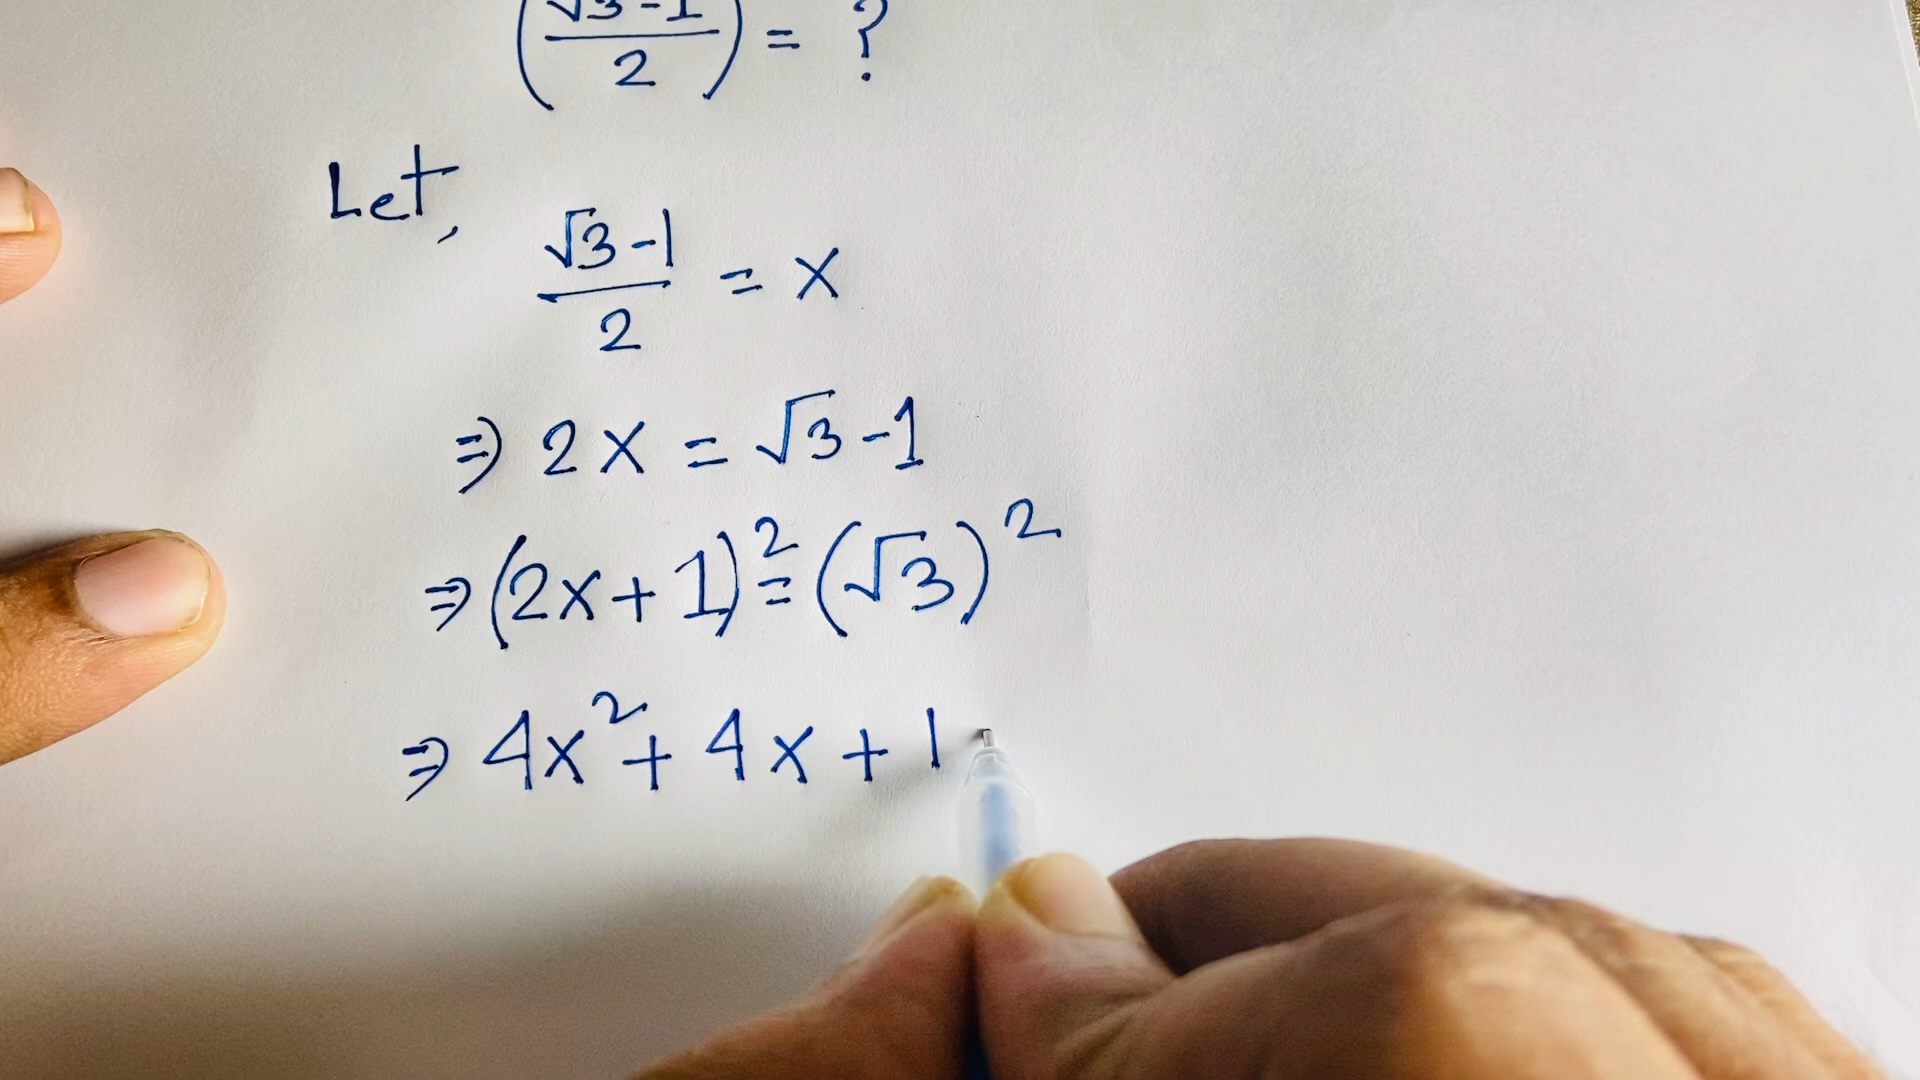 (√3-1/2) = ?
Let,
√3-1/2 = x
⇒ 2x = √3-1
⇒ (2x+1)² = (√3)²
⇒ 4x² + 4x + 1